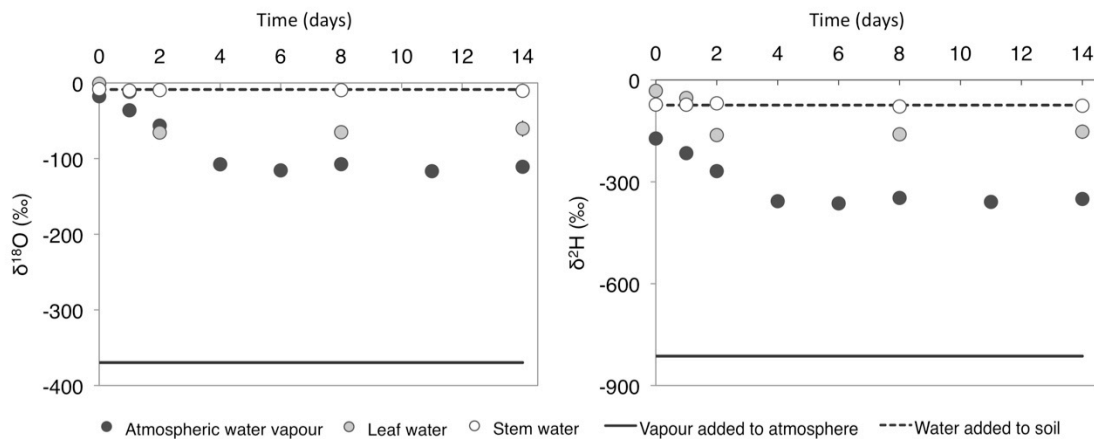 Time (days)
0 2 4 6 8 10 12 14
0
-100
-200
-300
-400
δ¹⁸O (‰)
Time (days)
0 2 4 6 8 10 12 14
0
-300
-600
-900
δ²H (‰)
Atmospheric water vapour Leaf water Stem water Vapour added to atmosphere Water added to soil